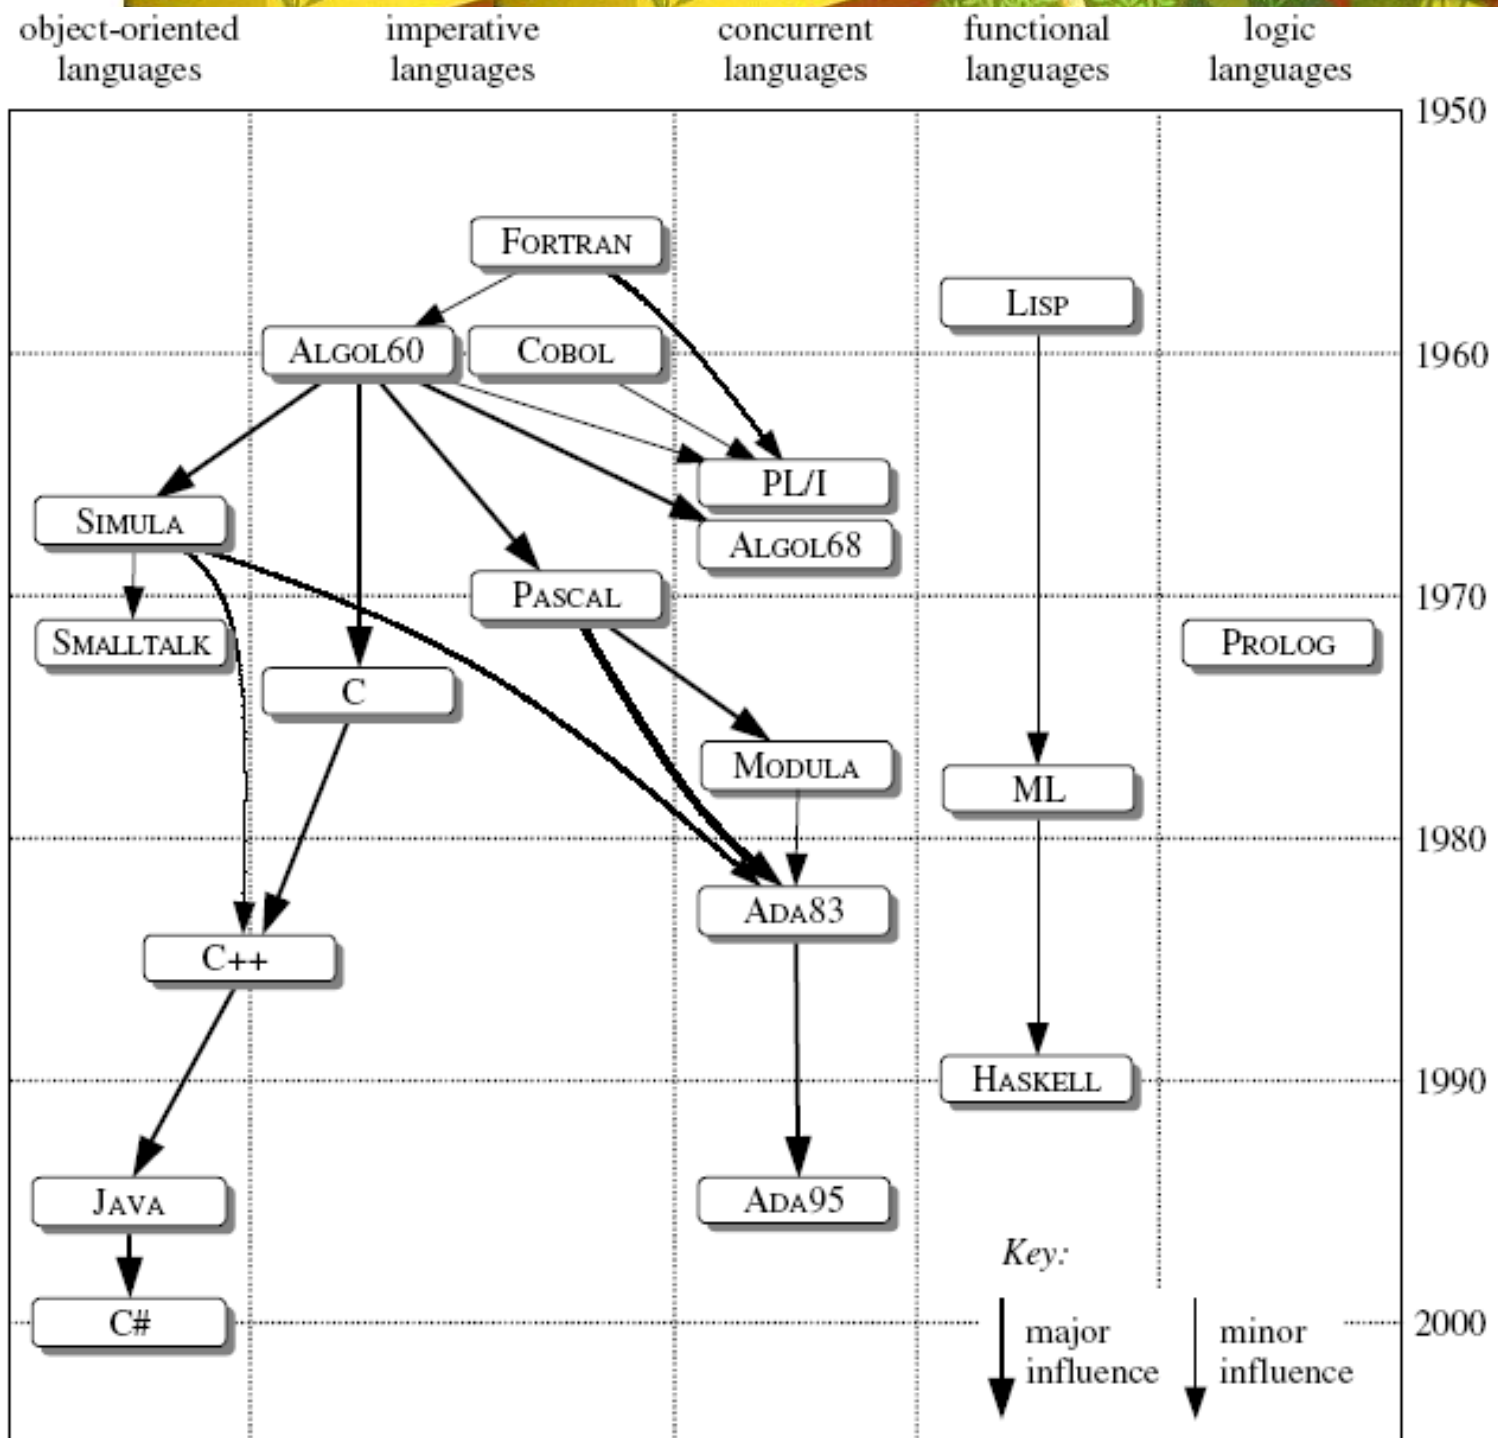 object-oriented
languages
imperative
languages
concurrent
languages
functional
languages
logic
languages
1950
FORTRAN
LISP
ALGOL60
COBOL
1960
PL/I
SIMULA
ALGOL68
PASCAL
1970
SMALLTALK
PROLOG
C
MODULA
ML
1980
ADA83
C++
HASKELL
1990
JAVA
ADA95
Key:
C#
major
influence
minor
influence
2000